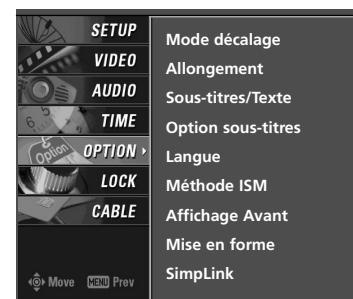 SETUP
VIDEO
AUDIO
TIME
OPTION
LOCK
CABLE
Move MENU Prev
Mode décalage
Allongement
Sous-titres/Texte
Option sous-titres
Langue
Méthode ISM
Affichage Avant
Mise en forme
SimpLink